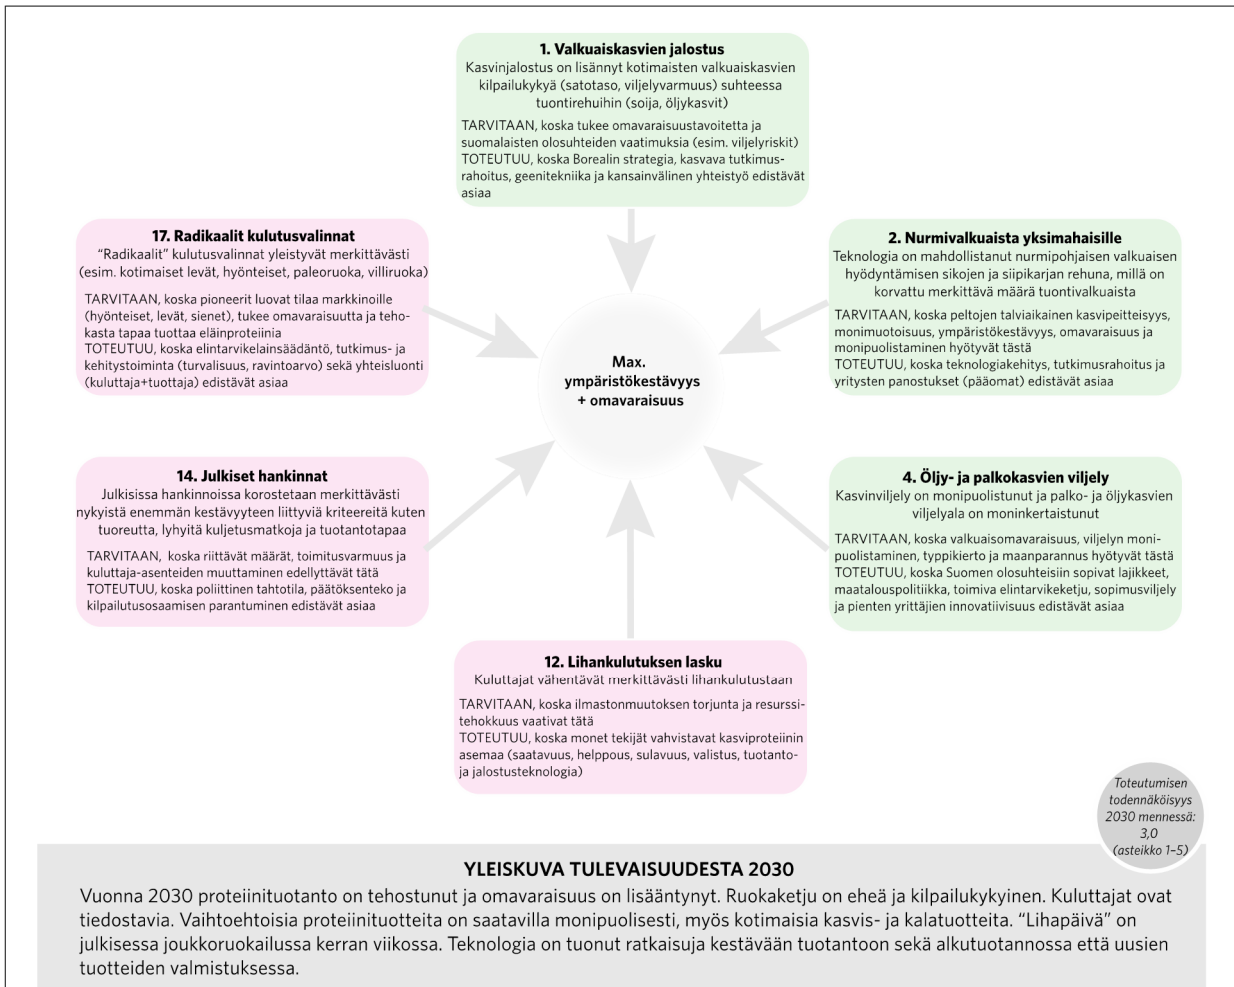 1. Valkuaiskasvien jalostus
Kasvinjalostus on lisännyt kotimaisten valkuaiskasvien
kilpailukykyä (satotaso, viljelyvarmuus) suhteessa
tuontirehuihin (soija, öljykasvit)
TARVITAAN, koska tukee omavaraisuustavoitetta ja
suomalaisten olosuhteiden vaatimuksia (esim. viljelyriskit)
TOTEUTUU, koska Borealin strategia, kasvava tutkimus-
rahoitus, geenitekniikka ja kansainvälinen yhteistyö edistävät
asiaa
17. Radikaalit kulutusvalinnat
“Radikaalit” kulutusvalinnat yleistyvät merkittävästi
(esim. kotimaiset levät, hyönteiset, paleoruoka, villiruoka)
TARVITAAN, koska pioneerit luovat tilaa markkinoille
(hyönteiset, levät, sienet), tukee omavaraisuutta ja teho-
kasta tapaa tuottaa eläinproteiinia
TOTEUTUU, koska elintarvikelainsäädäntö, tutkimus- ja
kehitystoiminta (turvalisuus, ravintoarvo) sekä yhteisluonti
(kuluttaja+tuottaja) edistävät asiaa
2. Nurmivalkuaista yksimahaisille
Teknologia on mahdollistanut nurmipohjaisen valkuaisen
hyödyntämisen sikojen ja siipikarjan rehuna, millä on
korvattu merkittävä määrä tuontivalkuaista
TARVITAAN, koska peltojen talviaikainen kasvipeitteisyys,
monimuotoisuus, ympäristökestävyys, omavaraisuus ja
monipuolistaminen hyötyvät tästä
TOTEUTUU, koska teknologiakehitys, tutkimusrahoitus ja
yritysten panostukset (pääomat) edistävät asiaa
Max.
ympäristökestävyys
+ omavaraisuus
14. Julkiset hankinnat
Julkisissa hankinnoissa korostetaan merkittävästi
nykyistä enemmän kestävyyteen liittyviä kriteereitä kuten
tuoreutta, lyhyitä kuljetusmatkoja ja tuotantotapaa
TARVITAAN, koska riittävät määrät, toimitusvarmuus ja
kuluttaja-asenteiden muuttaminen edellyttävät tätä
TOTEUTUU, koska poliittinen tahtotila, päätöksenteko ja
kilpailutusosaamisen parantuminen edistävät asiaa
4. Öljy- ja palkokasvien viljely
Kasvinviljely on monipuolistunut ja palko- ja öljykasvien
viljelyala on moninkertaistunut
TARVITAAN, koska valkuaisomavaraisuus, viljelyn moni-
puolistaminen, typpikierto ja maanparannus hyötyvät tästä
TOTEUTUU, koska Suomen olosuhteisiin sopivat lajikkeet,
maatalouspolitiikka, toimiva elintarvikeketju, sopimusviljely
ja pienten yrittäjien innovatiivisuus edistävät asiaa
12. Lihankulutuksen lasku
Kuluttajat vähentävät merkittävästi lihankulutustaan
TARVITAAN, koska ilmastonmuutoksen torjunta ja resurssi-
tehokkuus vaativat tätä
TOTEUTUU, koska monet tekijät vahvistavat kasviproteiinin
asemaa (saatavuus, helppous, sulavuus, valistus, tuotanto-
ja jalostusteknologia)
Toteutumisen
todennäköisyys
2030 mennessä:
3,0
(asteikko 1–5)
YLEISKUVA TULEVAISUUDESTA 2030
Vuonna 2030 proteiinituotanto on tehostunut ja omavaraisuus on lisääntynyt. Ruokaketju on eheä ja kilpailukykyinen. Kuluttajat ovat
tiedostavia. Vaihtoehtoisia proteiinituotteita on saatavilla monipuolisesti, myös kotimaisia kasvis- ja kalatuotteita. “Lihapäivä” on
julkisessa joukkoruokailussa kerran viikossa. Teknologia on tuonut ratkaisuja kestävään tuotantoon sekä alkutuotannossa että uusien
tuotteiden valmistuksessa.